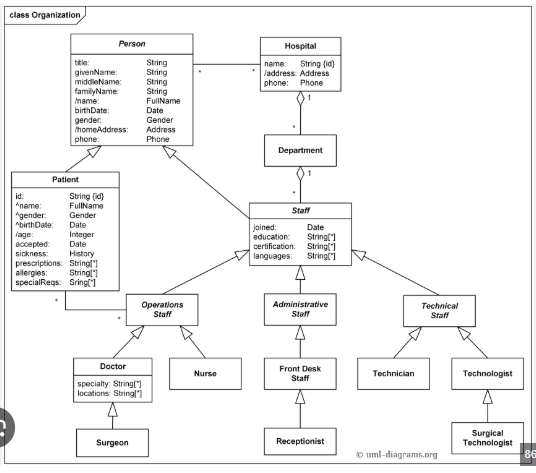 class Organization
Person
title: String
givenName: String
middleName: String
familyName: String
/name: FullName
birthDate: Date
gender: Gender
/homeAddress: Address
phone: Phone
* *
Hospital
name: String {id}
/address: Address
phone: Phone
1
*
Department
1
*
Patient
id: String {id}
^name: FullName
^gender: Gender
^birthDate: Date
/age: Integer
accepted: Date
sickness: History
prescriptions: String[*]
allergies: String[*]
specialReqs: Sring[*]
*
*
Staff
joined: Date
education: String[*]
certification: String[*]
languages: String[*]
Operations
Staff
Administrative
Staff
Technical
Staff
Doctor
specialty: String[*]
locations: String[*]
Nurse
Front Desk
Staff
Technician
Technologist
Surgeon
Receptionist
Surgical
Technologist
© uml-diagrams.org
86